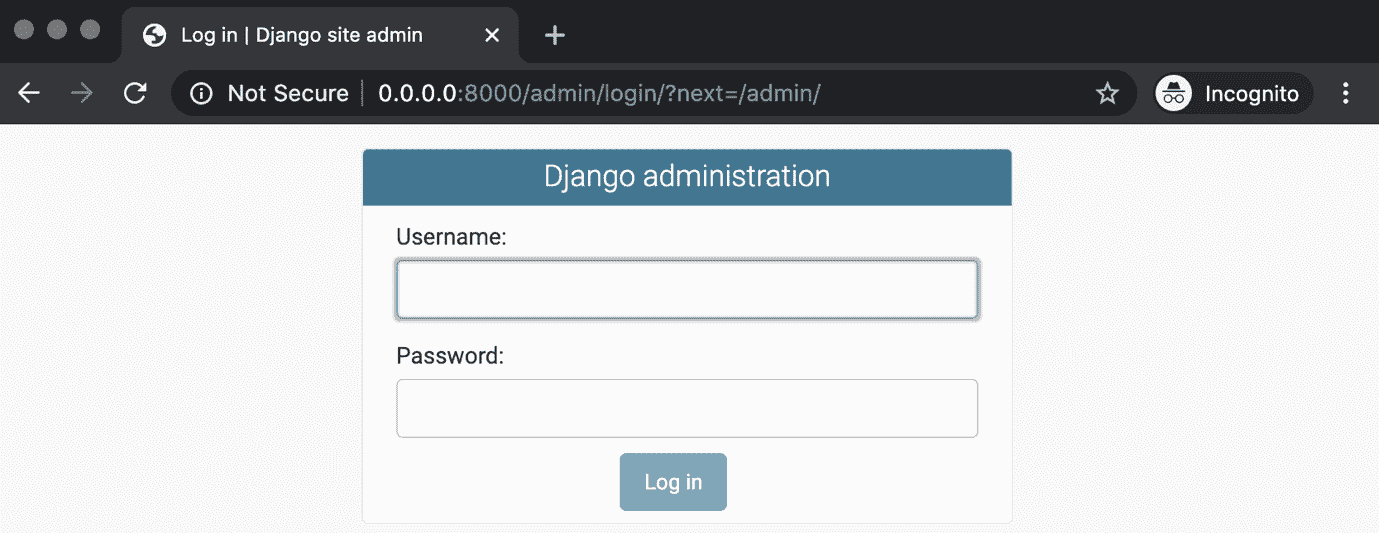 Log in | Django site admin
Not Secure | 0.0.0.0:8000/admin/login/?next=/admin/
Incognito
Django administration
Username:
Password:
Log in